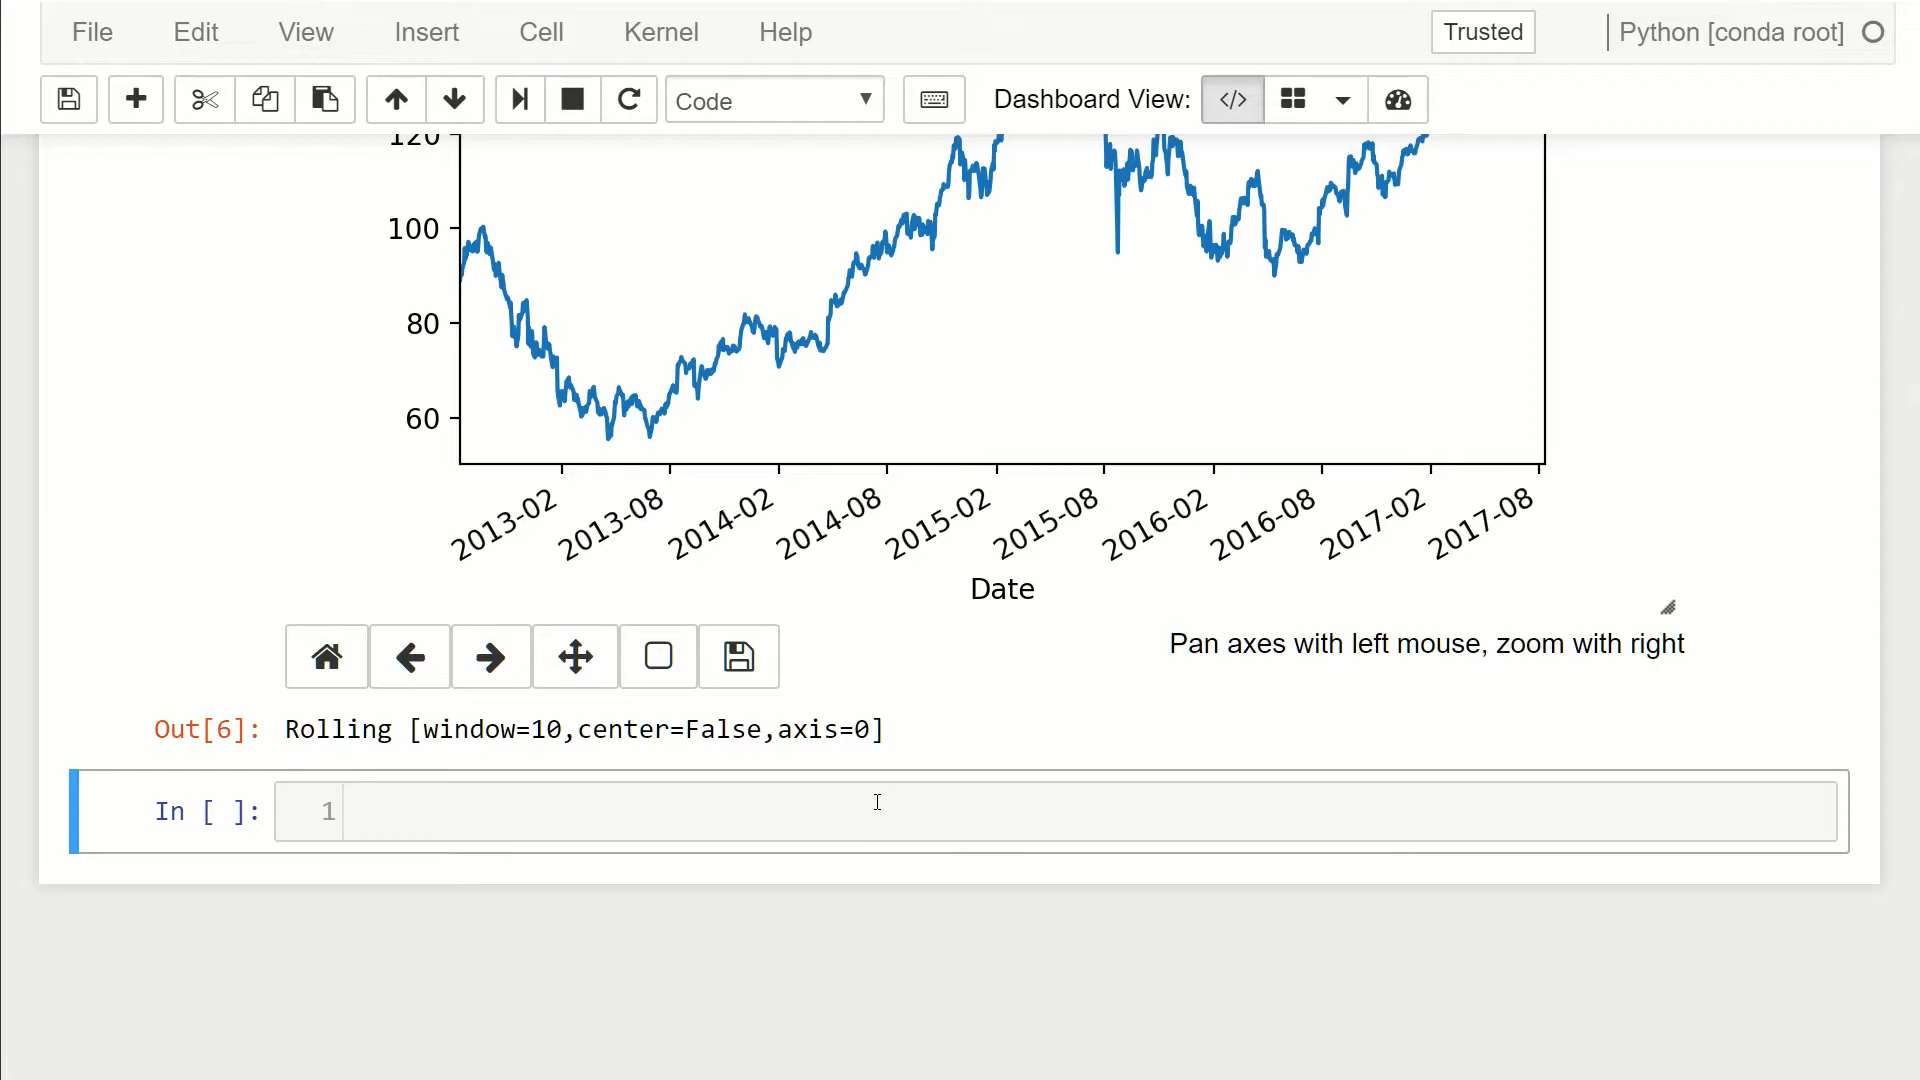 File Edit View Insert Cell Kernel Help Trusted Python [conda root]
Code Dashboard View: </>
120
100
80
60
2013-02 2013-08 2014-02 2014-08 2015-02 2015-08 2016-02 2016-08 2017-02 2017-08
Date
Pan axes with left mouse, zoom with right
Out[6]: Rolling [window=10,center=False,axis=0]
In [ ]: 1